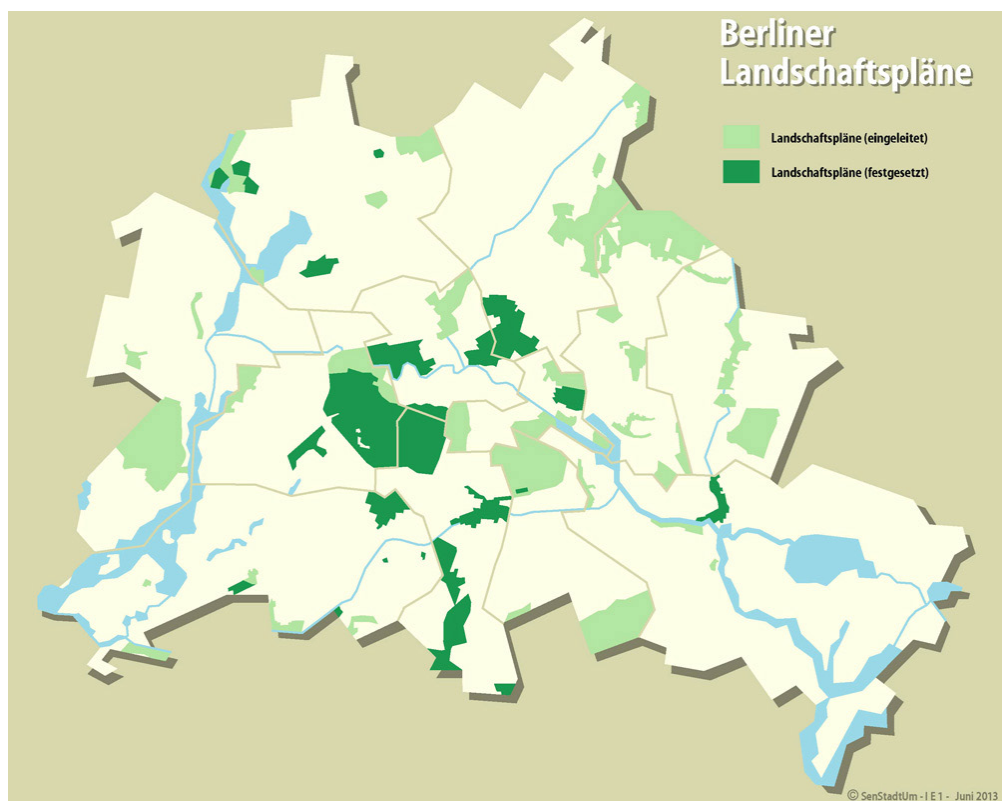 Berliner
Landschaftspläne
Landschaftspläne (eingeleitet)
Landschaftspläne (festgesetzt)
© SenStadtUm - I E 1 - Juni 2013